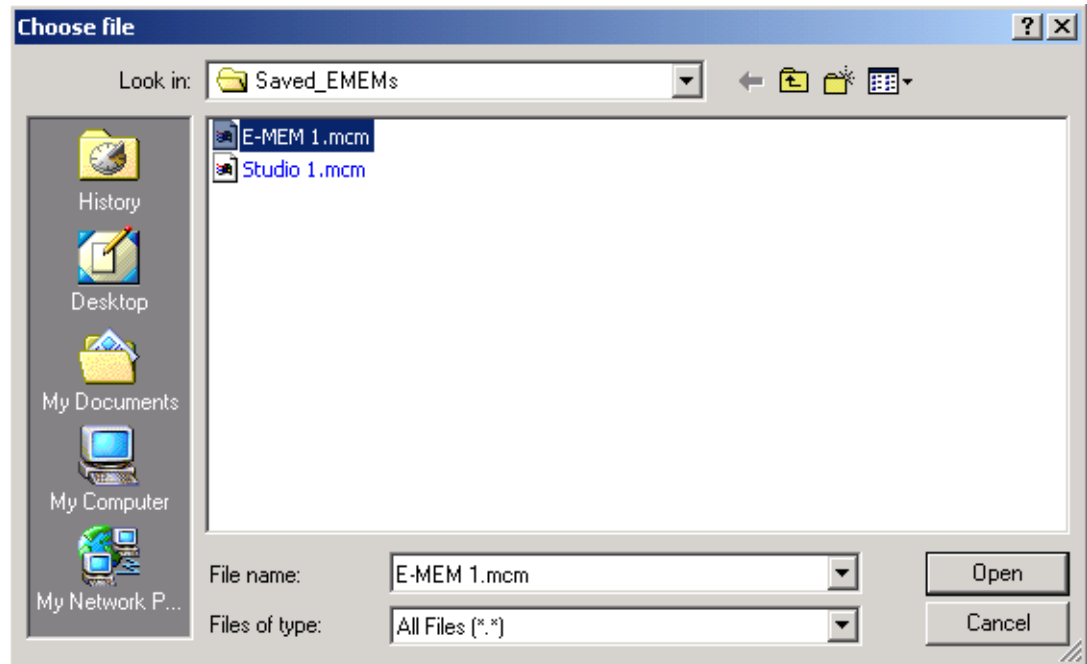 Choose file
Look in: Saved_EMEMs
E-MEM 1.mcm
Studio 1.mcm
History
Desktop
My Documents
My Computer
My Network P...
File name: E-MEM 1.mcm Open
Files of type: All Files (*.*) Cancel